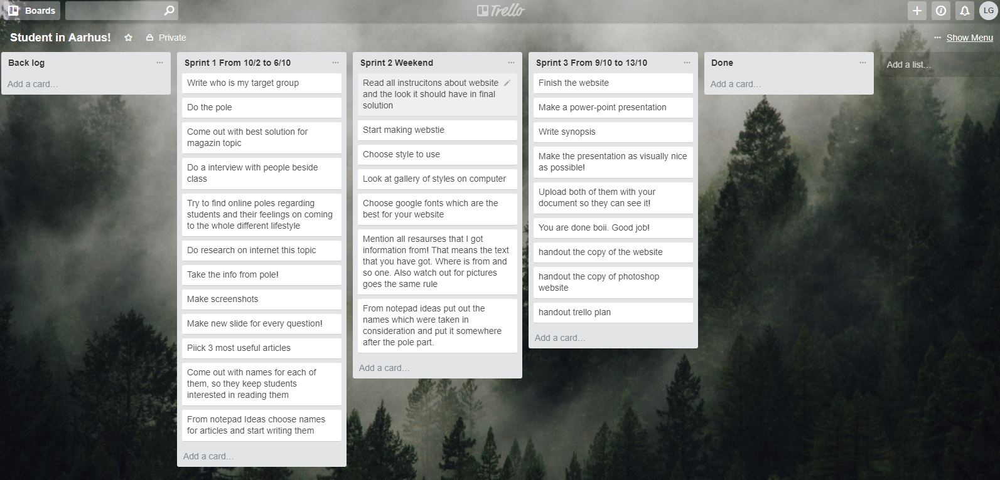 Boards
Trello
LG
Student in Aarhus!
Private
... Show Menu
Back log
Add a card...
Sprint 1 From 10/2 to 6/10
Write who is my target group
Do the pole
Come out with best solution for
magazin topic
Do a interview with people beside
class
Try to find online poles regarding
students and their feelings on coming
to the whole different lifestyle
Do research on internet this topic
Take the info from pole!
Make screenshots
Make new slide for every question!
Piick 3 most useful articles
Come out with names for each of
them, so they keep students
interested in reading them
From notepad Ideas choose names
for articles and start writing them
Add a card...
Sprint 2 Weekend
Read all instrucitons about website
and the look it should have in final
solution
Start making webstie
Choose style to use
Look at gallery of styles on computer
Choose google fonts which are the
best for your website
Mention all resaurses that I got
information from! That means the text
that you have got. Where is from and
so one. Also watch out for pictures
goes the same rule
From notepad ideas put out the
names which were taken in
consideration and put it somewhere
after the pole part.
Add a card...
Sprint 3 From 9/10 to 13/10
Finish the website
Make a power-point presentation
Write synopsis
Make the presentation as visually nice
as possible!
Upload both of them with your
document so they can see it!
You are done boii. Good job!
handout the copy of the website
handout the copy of photoshop
website
handout trello plan
Add a card...
Done
Add a card...
Add a list...